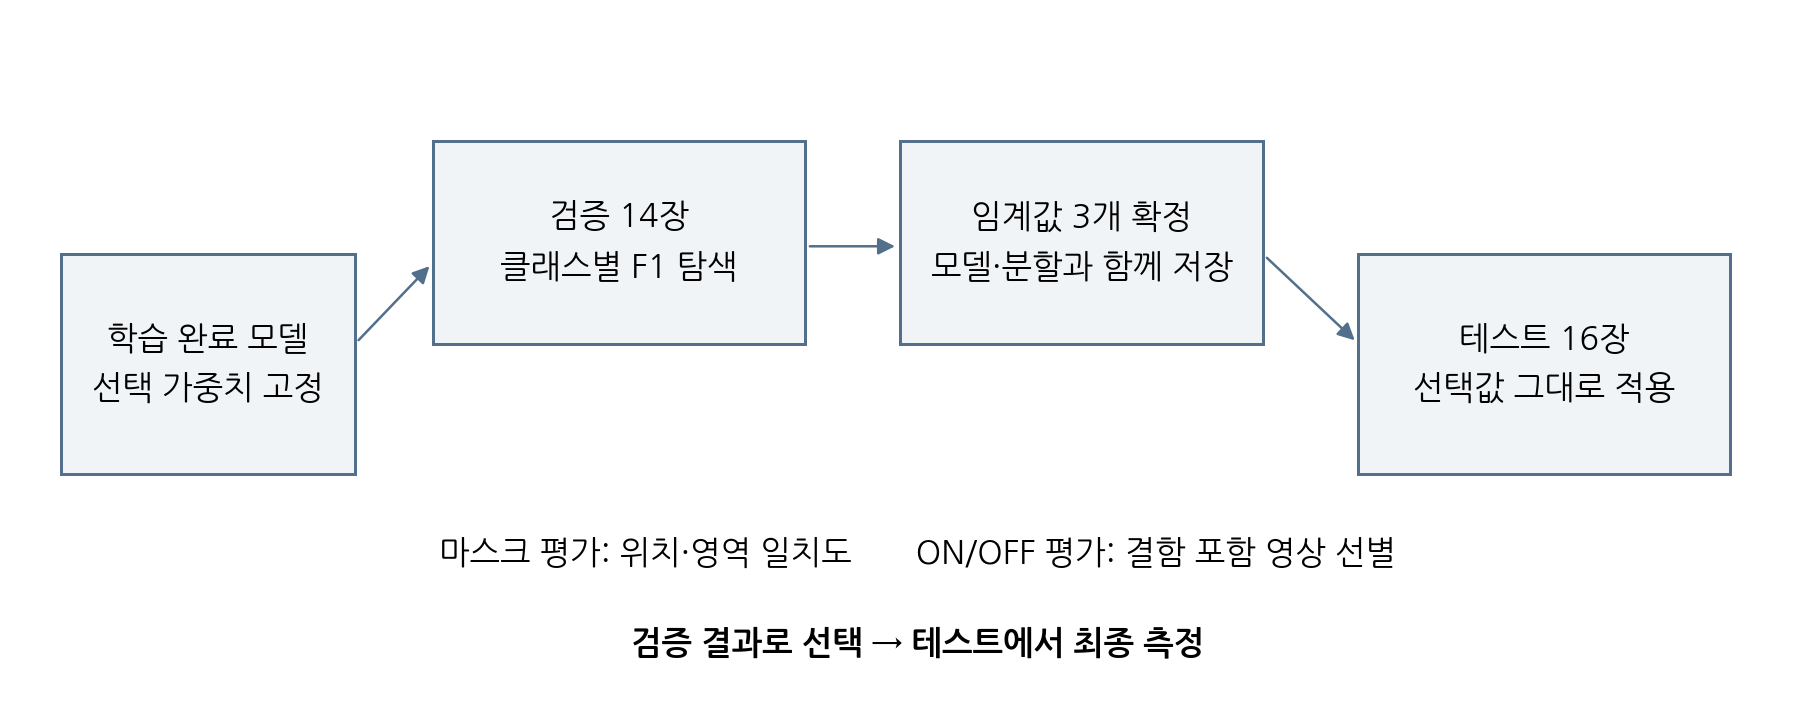 학습 완료 모델
선택 가중치 고정
검증 14장
클래스별 F1 탐색
임계값 3개 확정
모델·분할과 함께 저장
테스트 16장
선택값 그대로 적용
마스크 평가: 위치·영역 일치도
ON/OFF 평가: 결함 포함 영상 선별
검증 결과로 선택 → 테스트에서 최종 측정